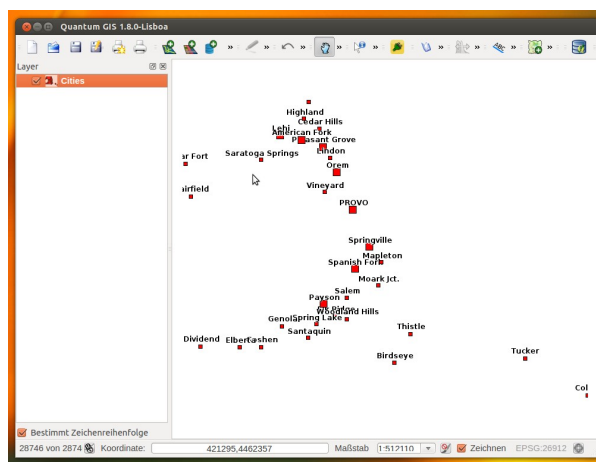 Quantum GIS 1.8.0-Lisboa
Layer
Cities
Highland
Cedar Hills
Lehi
American Fork
Pleasant Grove
Lindon
ar Fort
Saratoga Springs
Orem
airfield
Vineyard
PROVO
Springville
Mapleton
Spanish Fork
Moark Jct.
Salem
Payson
Elk Ridge
Woodland Hills
Genola
Spring Lake
Santaquin
Thistle
Dividend
Elberta
Goshen
Birdseye
Tucker
Col
Bestimmt Zeichenreihenfolge
28746 von 2874
Koordinate:
421295,4462357
Maßstab
1:512110
Zeichnen
EPSG:26912